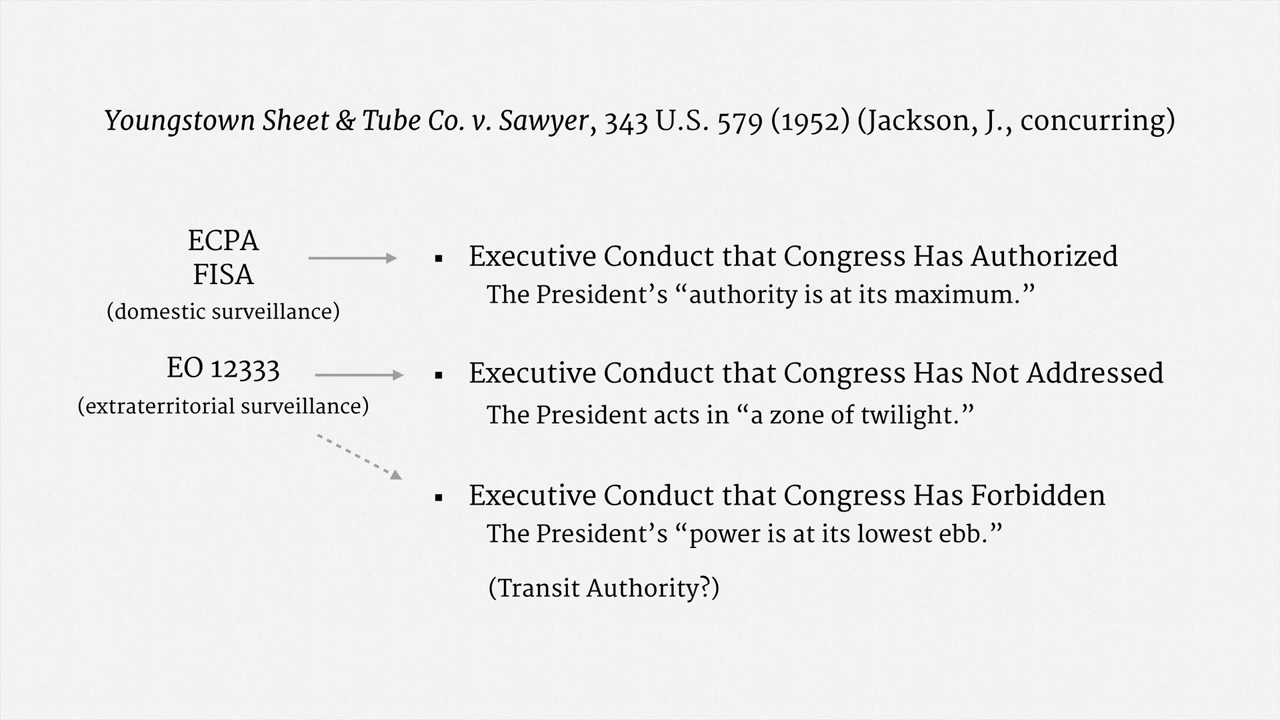 Youngstown Sheet & Tube Co. v. Sawyer, 343 U.S. 579 (1952) (Jackson, J., concurring)
ECPA
FISA
(domestic surveillance)
▪ Executive Conduct that Congress Has Authorized
The President’s “authority is at its maximum.”
EO 12333
(extraterritorial surveillance)
▪ Executive Conduct that Congress Has Not Addressed
The President acts in “a zone of twilight.”
▪ Executive Conduct that Congress Has Forbidden
The President’s “power is at its lowest ebb.”
(Transit Authority?)